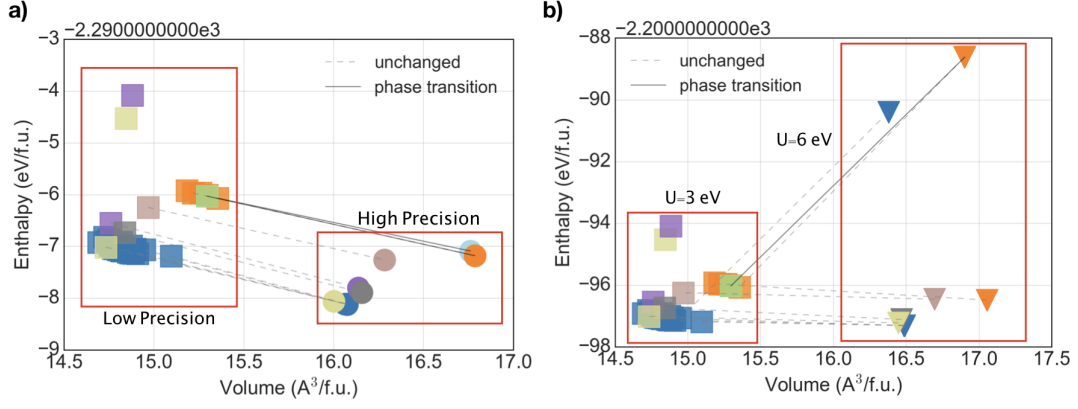 a)
−2.2900000000e3
−3
−4
−5
−6
−7
−8
−9
Enthalpy (eV/f.u.)
unchanged
phase transition
High Precision
Low Precision
14.5 15.0 15.5 16.0 16.5 17.0
Volume (A³/f.u.)
b)
−2.2000000000e3
−88
−90
−92
−94
−96
−98
Enthalpy (eV/f.u.)
unchanged
phase transition
U=6 eV
U=3 eV
14.5 15.0 15.5 16.0 16.5 17.0 17.5
Volume (A³/f.u.)